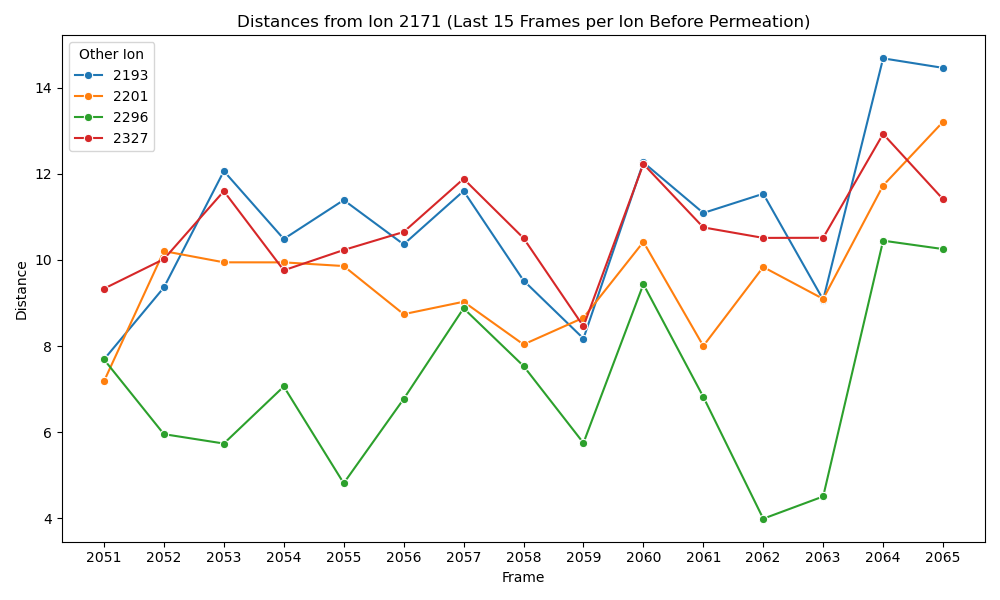 Distances from Ion 2171 (Last 15 Frames per Ion Before Permeation)
Other Ion
2193
2201
2296
2327
Distance
14
12
10
8
6
4
2051 2052 2053 2054 2055 2056 2057 2058 2059 2060 2061 2062 2063 2064 2065
Frame